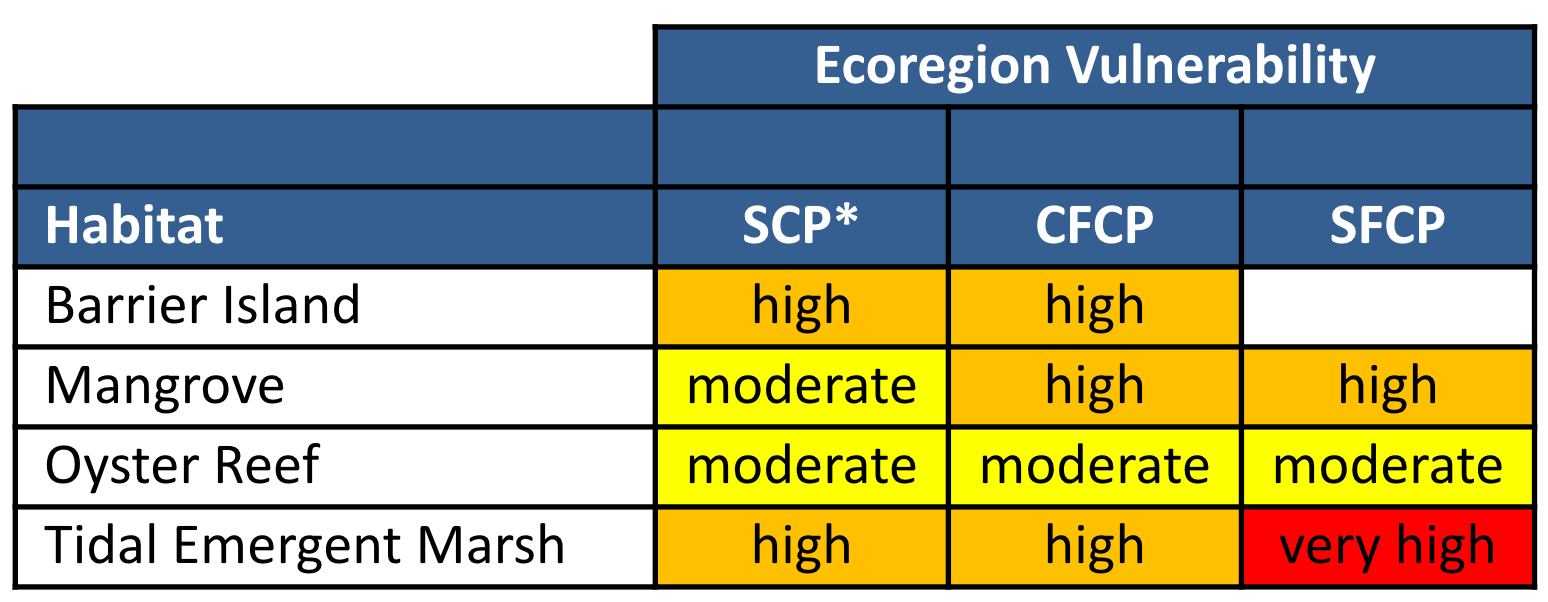 Ecoregion Vulnerability
Habitat SCP* CFCP SFCP
Barrier Island high high
Mangrove moderate high high
Oyster Reef moderate moderate moderate
Tidal Emergent Marsh high high very high